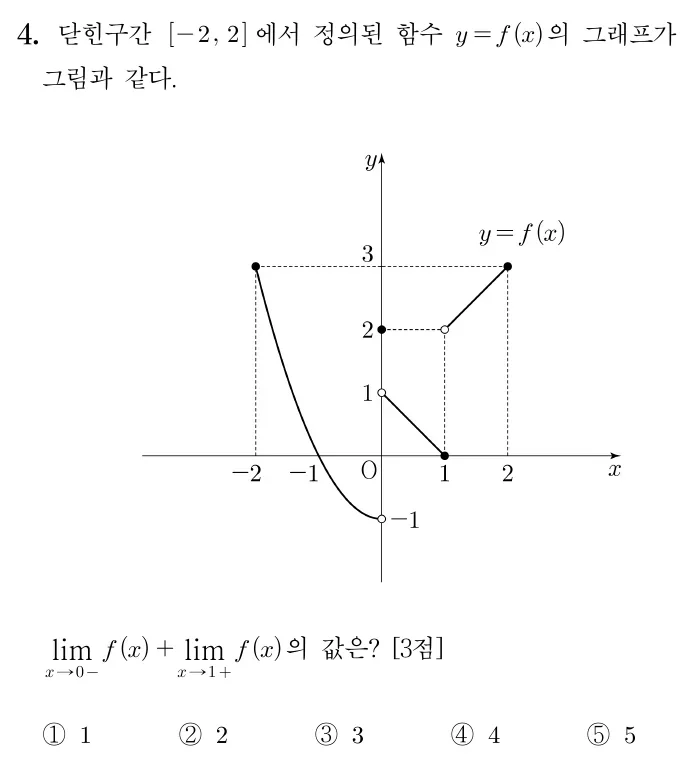 4. 닫힌구간 [−2, 2]에서 정의된 함수 y=f(x)의 그래프가
그림과 같다.
y
y=f(x)
3
2
1
−2 −1 O 1 2 x
−1
lim f(x)+lim f(x)의 값은? [3점]
x→0− x→1+
① 1 ② 2 ③ 3 ④ 4 ⑤ 5